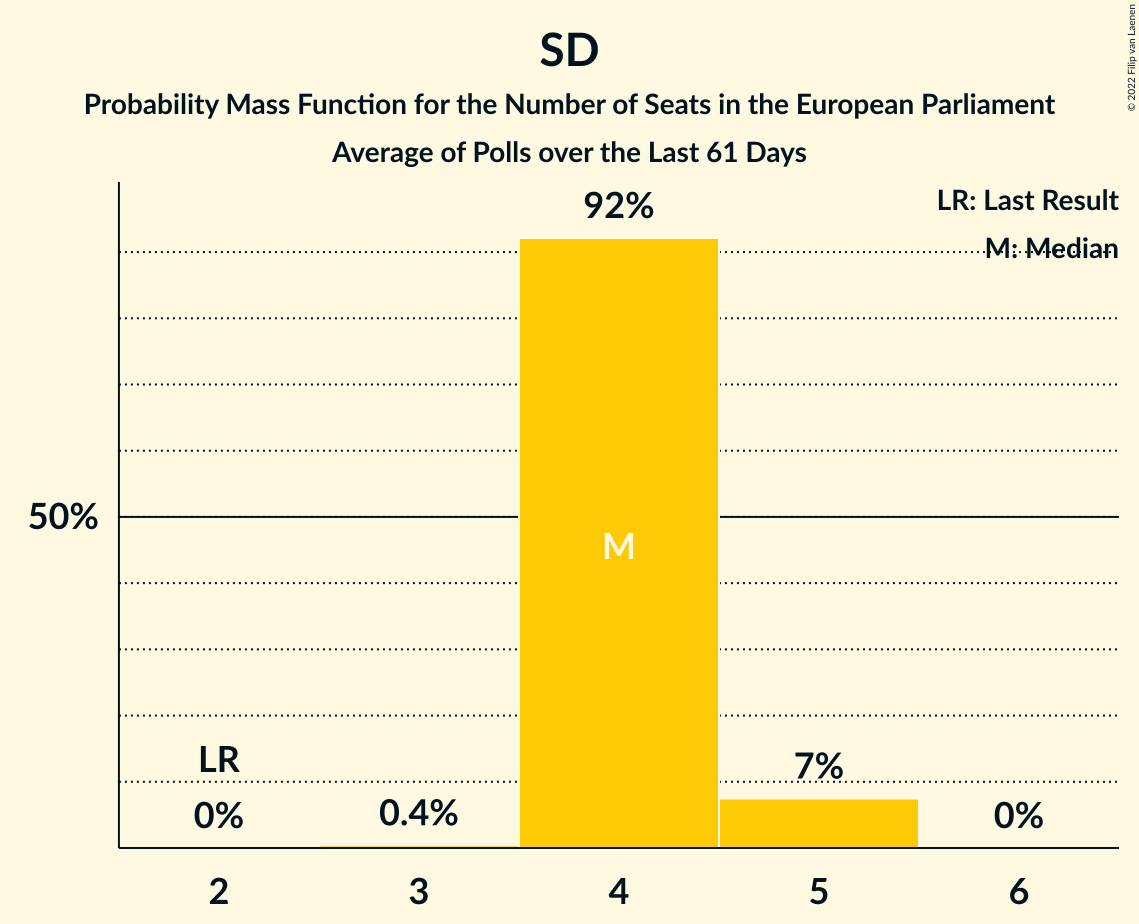 SD
Probability Mass Function for the Number of Seats in the European Parliament
Average of Polls over the Last 61 Days
© 2022 Filip van Laenen
LR: Last Result
M: Median
92%
50%
M
LR
0%
0.4%
7%
0%
2 3 4 5 6